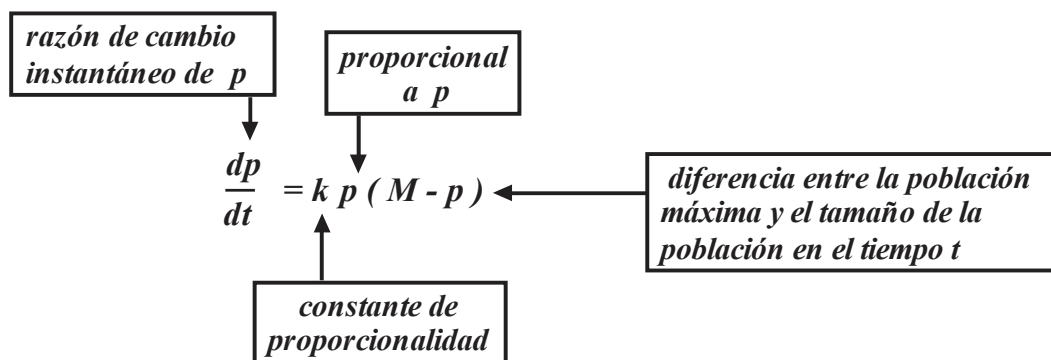 razón de cambio
instantáneo de p
proporcional
a p
dp
dt
= k p ( M - p )
diferencia entre la población
máxima y el tamaño de la
población en el tiempo t
constante de
proporcionalidad